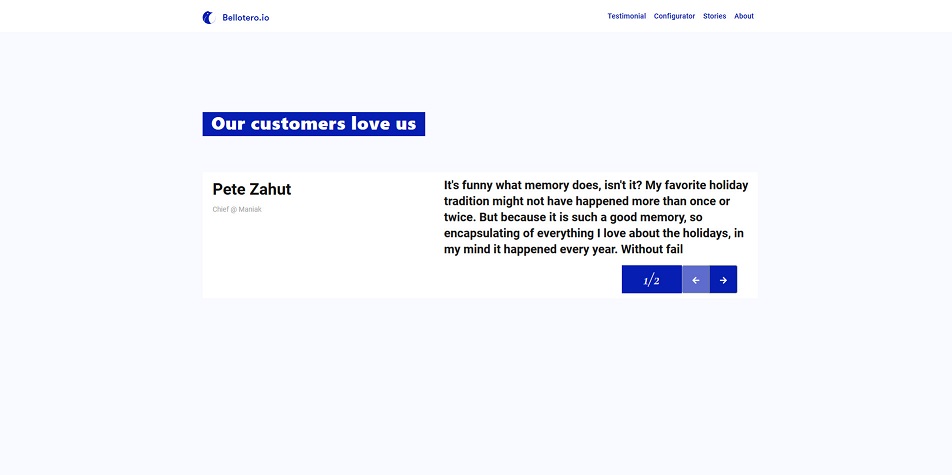 Bellotero.io
Testimonial Configurator Stories About
Our customers love us
Pete Zahut
Chief @ Maniak
It's funny what memory does, isn't it? My favorite holiday
tradition might not have happened more than once or
twice. But because it is such a good memory, so
encapsulating of everything I love about the holidays, in
my mind it happened every year. Without fail
1/2